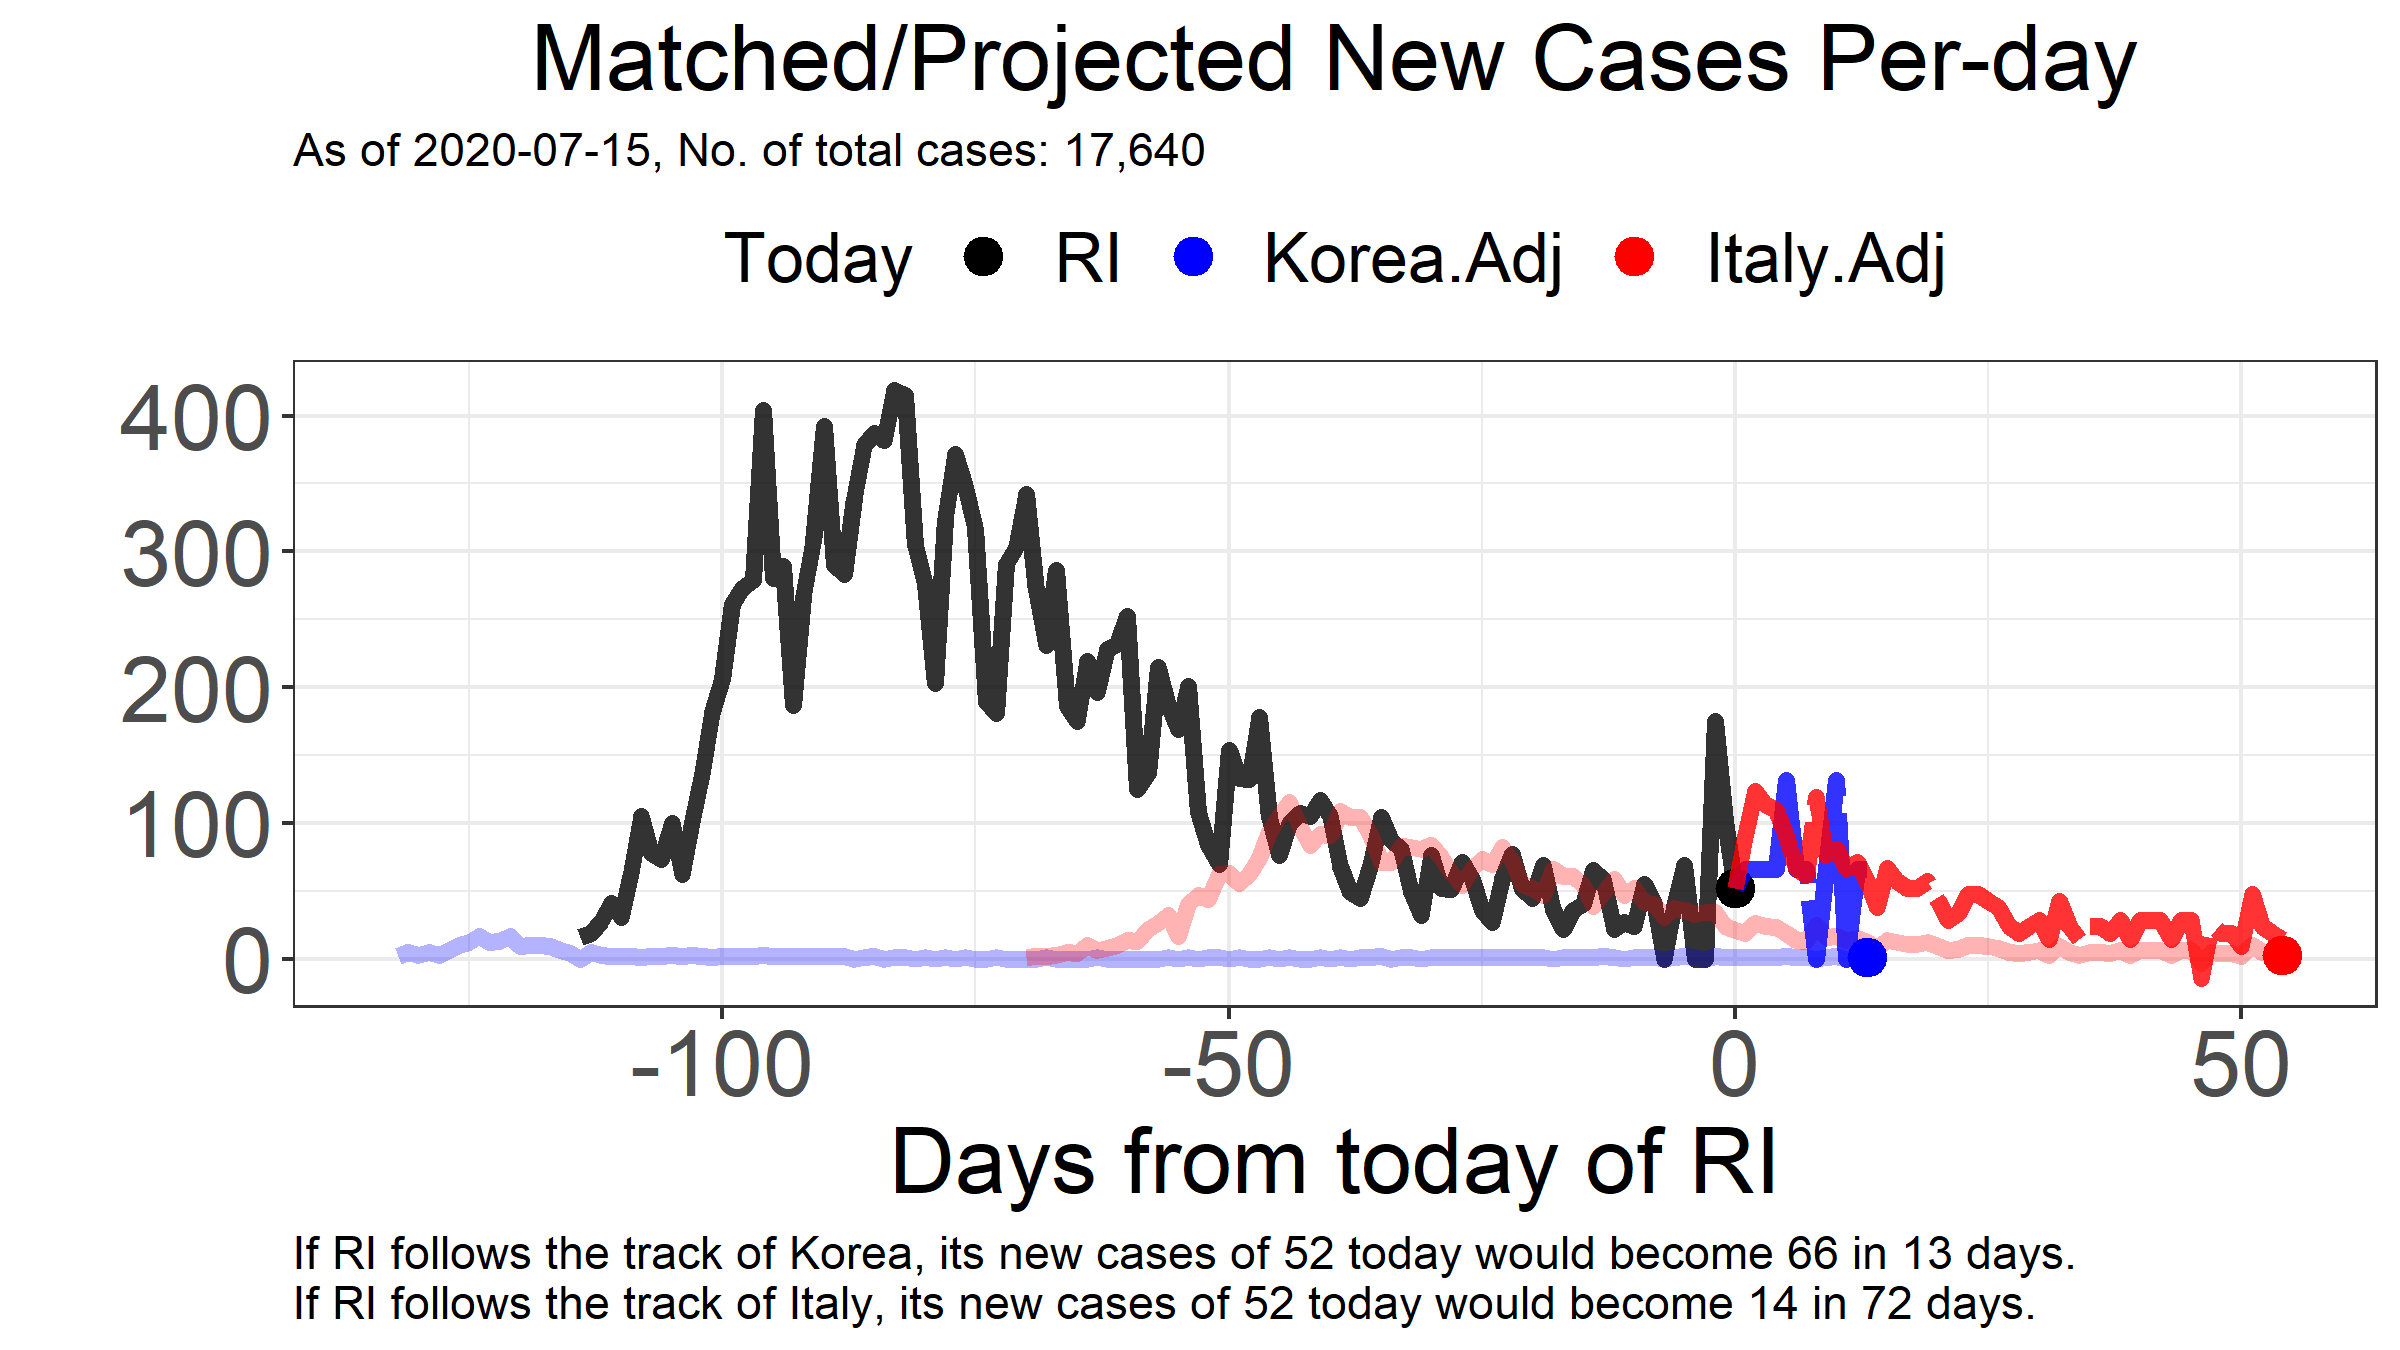 Matched/Projected New Cases Per-day
As of 2020-07-15, No. of total cases: 17,640
Today RI Korea.Adj Italy.Adj
400
300
200
100
0
-100 -50 0 50
Days from today of RI
If RI follows the track of Korea, its new cases of 52 today would become 66 in 13 days.
If RI follows the track of Italy, its new cases of 52 today would become 14 in 72 days.